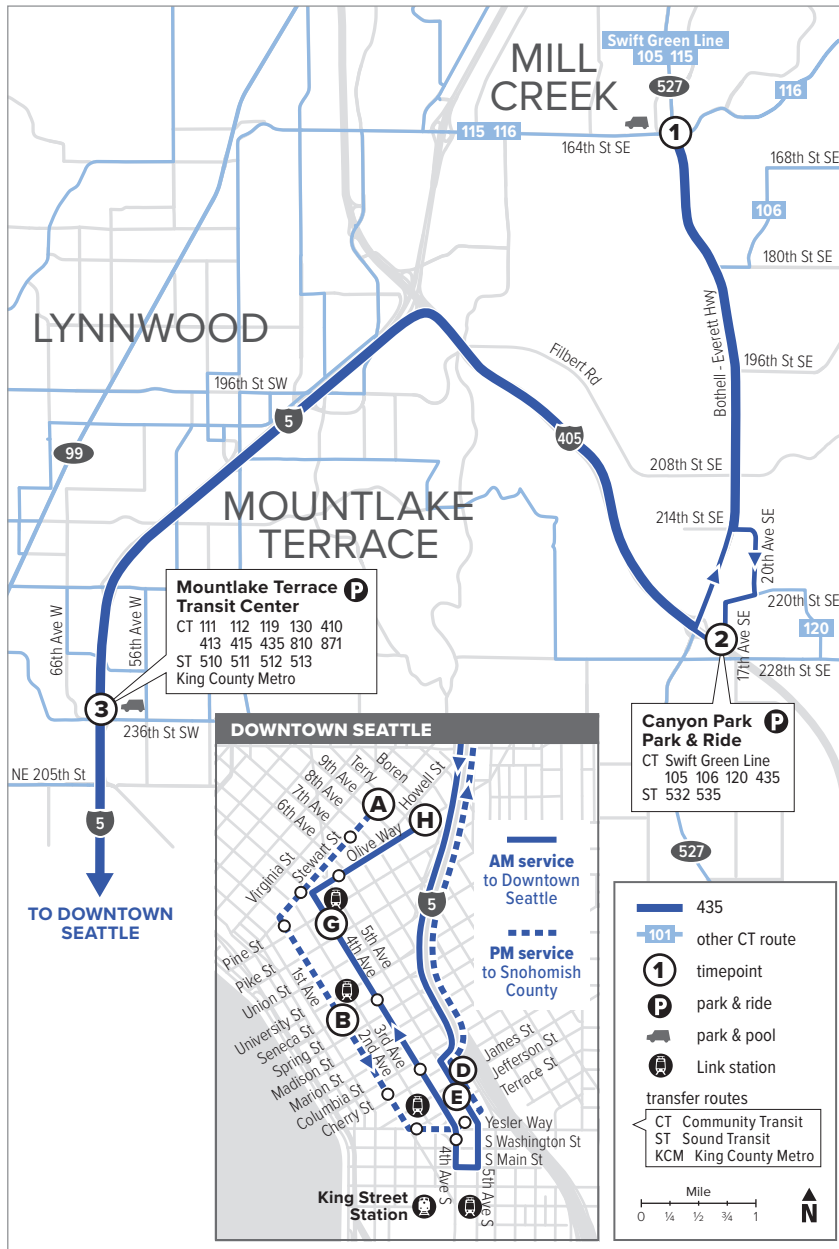 MILL
CREEK
Swift Green Line
105 115
527
116
115 116
1
164th St SE
168th St SE
106
180th St SE
LYNNWOOD
Bothell - Everett Hwy
Filbert Rd
196th St SE
196th St SW
5
405
99
208th St SE
MOUNTLAKE
TERRACE
214th St SE
20th Ave SE
Mountlake Terrace
Transit Center
P
CT 111 112 119 130 410
413 415 435 810 871
ST 510 511 512 513
King County Metro
66th Ave W
56th Ave W
220th St SE
120
2
17th Ave SE
228th St SE
3
236th St SW
NE 205th St
5
TO DOWNTOWN
SEATTLE
Canyon Park
Park & Ride
P
CT Swift Green Line
105 106 120 435
ST 532 535
527
DOWNTOWN SEATTLE
Boren
Terry
9th Ave
8th Ave
7th Ave
6th Ave
A
Howell St
H
Olive Way
Stewart St
Virginia St
AM service
to Downtown
Seattle
5
G
PM service
to Snohomish
County
Pine St
Pike St
Union St
University St
Seneca St
Spring St
Madison St
Marion St
Columbia St
Cherry St
5th Ave
4th Ave
1st Ave
B
3rd Ave
2nd Ave
D
E
James St
Jefferson St
Terrace St
Yesler Way
S Washington St
S Main St
4th Ave S
5th Ave S
King Street
Station
435
101
other CT route
1
timepoint
P
park & ride
park & pool
Link station
transfer routes
CT Community Transit
ST Sound Transit
KCM King County Metro
Mile
0 ¼ ½ ¾ 1
N